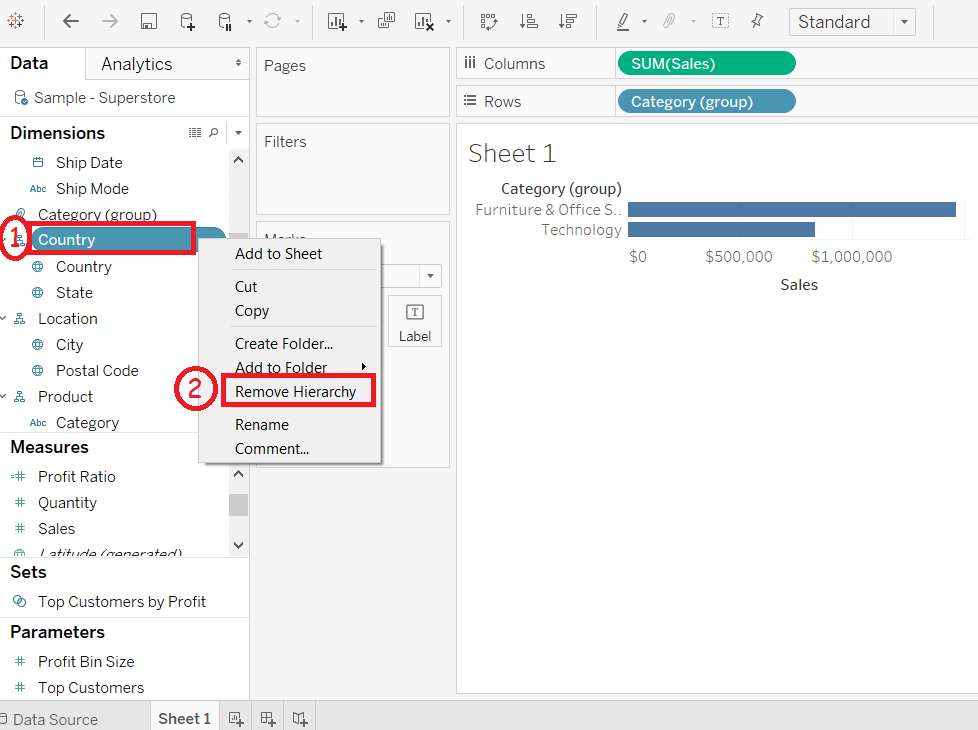 Standard
Data
Analytics
Sample - Superstore
Dimensions
Ship Date
Abc Ship Mode
Category (group)
1 Country
Country
State
Location
City
Postal Code
Product
Abc Category
Measures
Profit Ratio
Quantity
Sales
Latitude (generated)
Sets
Top Customers by Profit
Parameters
Profit Bin Size
Top Customers
Pages
Filters
Marks
T
Label
Add to Sheet
Cut
Copy
Create Folder...
Add to Folder
2 Remove Hierarchy
Rename
Comment...
Columns SUM(Sales)
Rows Category (group)
Sheet 1
Category (group)
Furniture & Office S..
Technology
$0 $500,000 $1,000,000
Sales
Data Source
Sheet 1